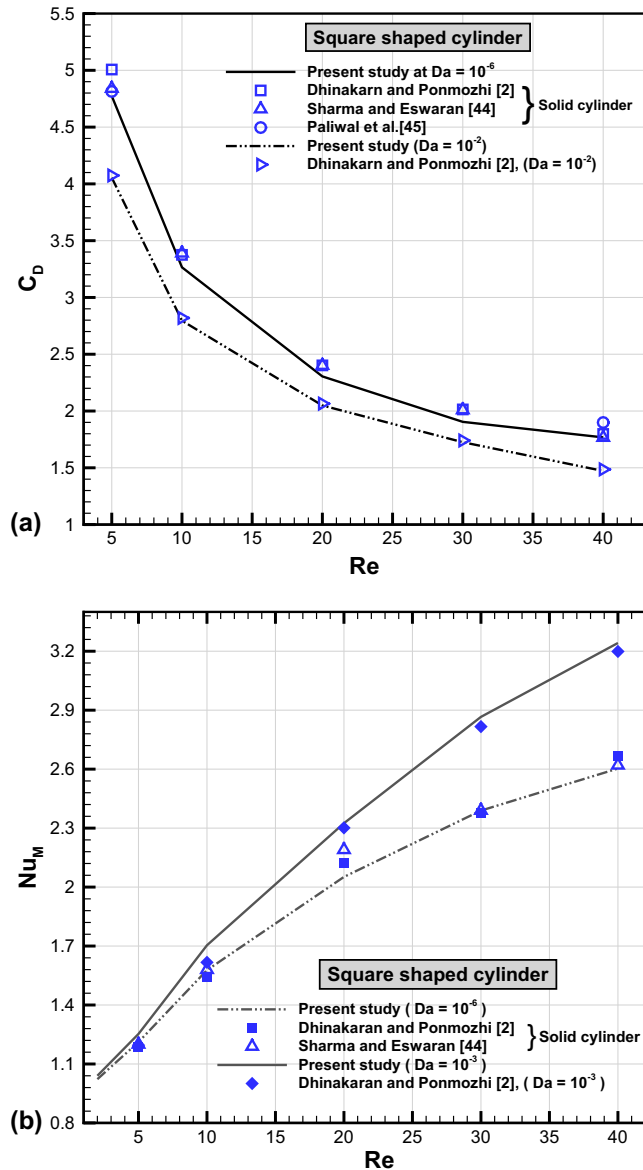 Square shaped cylinder
Present study at Da = 10⁻⁶
Dhinakarn and Ponmozhi [2]
Sharma and Eswaran [44]
Paliwal et al.[45]
} Solid cylinder
Present study (Da = 10⁻²)
Dhinakarn and Ponmozhi [2], (Da = 10⁻²)
5.5
5
4.5
4
3.5
3
2.5
2
1.5
1
C_D
(a)
5 10 15 20 25 30 35 40
Re
3.2
2.9
2.6
2.3
2
1.7
1.4
1.1
0.8
Nu_M
Square shaped cylinder
Present study ( Da = 10⁻⁶ )
Dhinakaran and Ponmozhi [2]
Sharma and Eswaran [44]
} Solid cylinder
Present study ( Da = 10⁻³ )
Dhinakaran and Ponmozhi [2], ( Da = 10⁻³ )
(b)
5 10 15 20 25 30 35 40
Re